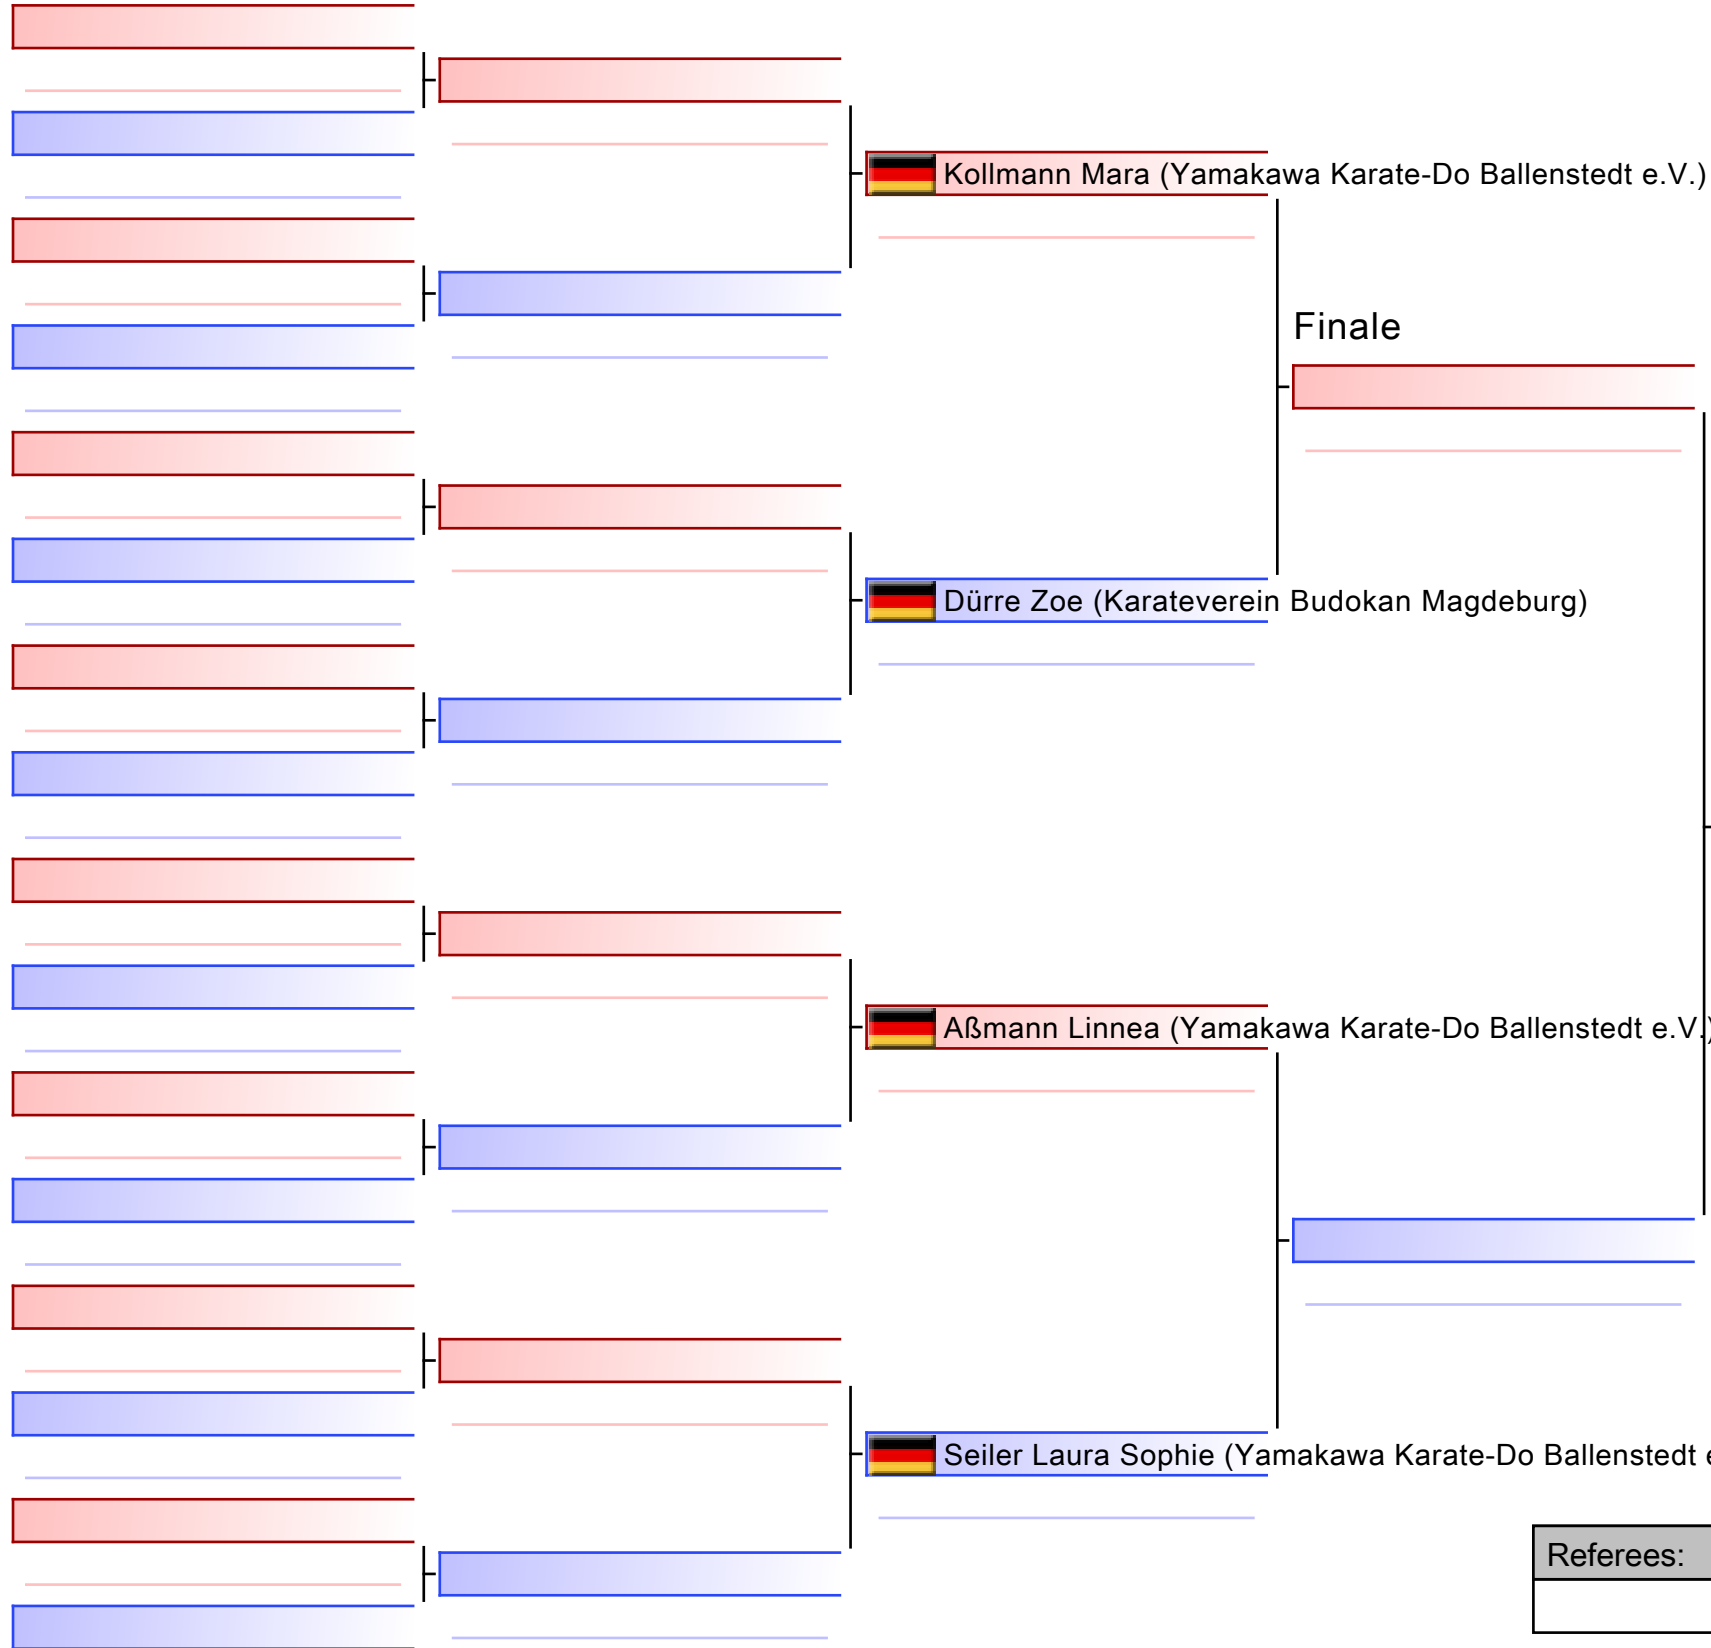 Kollmann Mara (Yamakawa Karate-Do Ballenstedt e.V.)
Finale
Dürre Zoe (Karateverein Budokan Magdeburg)
Aßmann Linnea (Yamakawa Karate-Do Ballenstedt e.V.)
Seiler Laura Sophie (Yamakawa Karate-Do Ballenstedt
Referees: